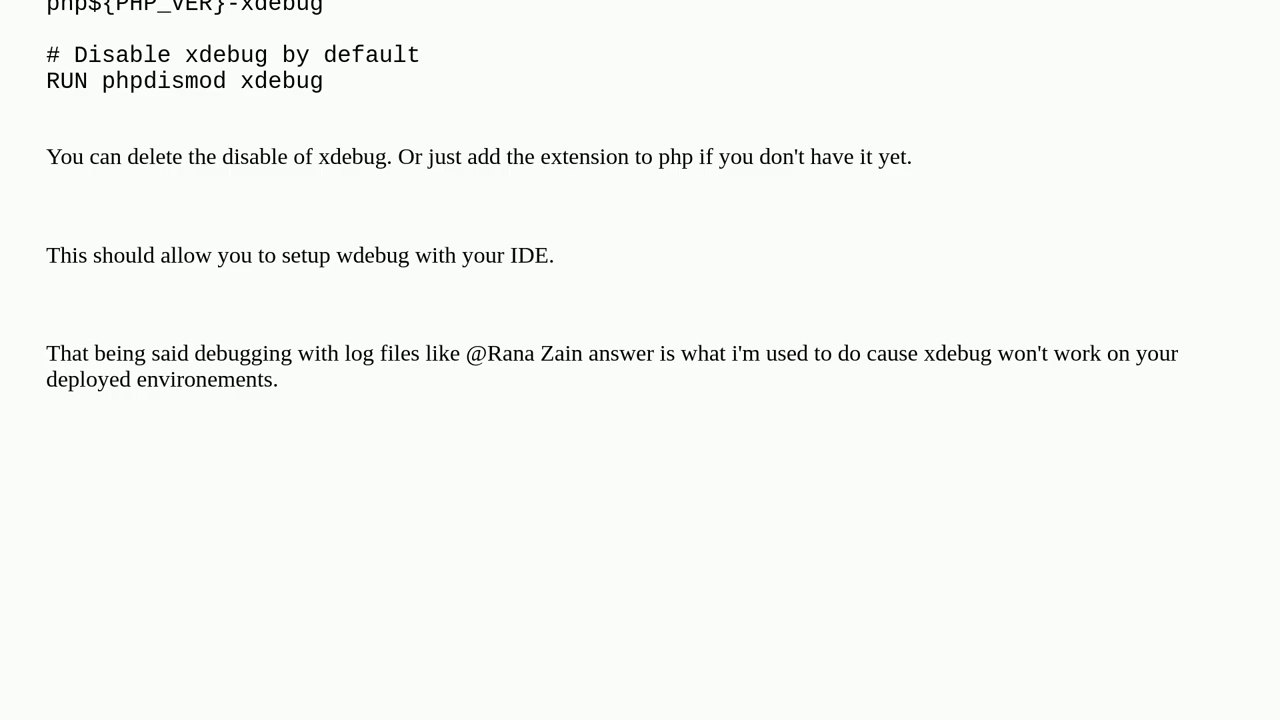 php${PHP_VER}-xdebug
# Disable xdebug by default
RUN phpdismod xdebug
You can delete the disable of xdebug. Or just add the extension to php if you don't have it yet.
This should allow you to setup wdebug with your IDE.
That being said debugging with log files like @Rana Zain answer is what i'm used to do cause xdebug won't work on your
deployed environements.